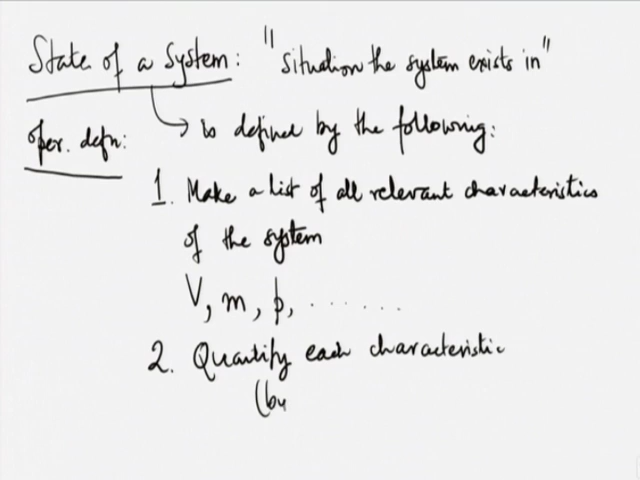 State of a System: "Situation the system exists in"
oper. defn: → is defined by the following:
1. Make a list of all relevant characteristics
of the system
V, m, p, .......
2. Quantify each characteristic
(by